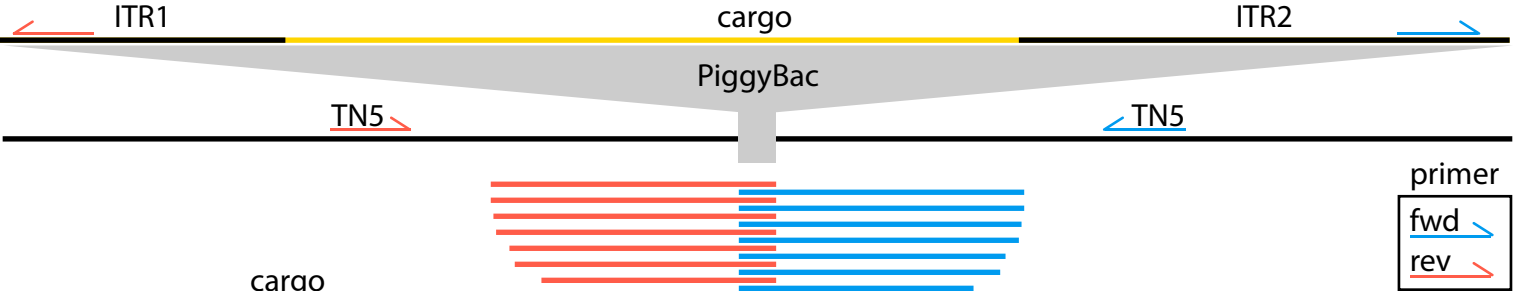 ITR1 cargo ITR2
PiggyBac
TN5 TN5
primer
fwd
rev
cargo